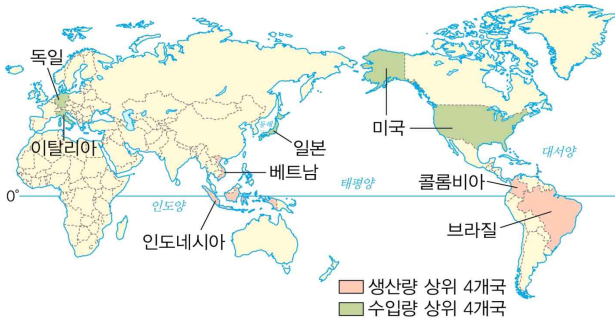 독일
이탈리아
동해
일본
베트남
미국
대서양
태평양
콜롬비아
0°
인도양
인도네시아
브라질
생산량 상위 4개국
수입량 상위 4개국